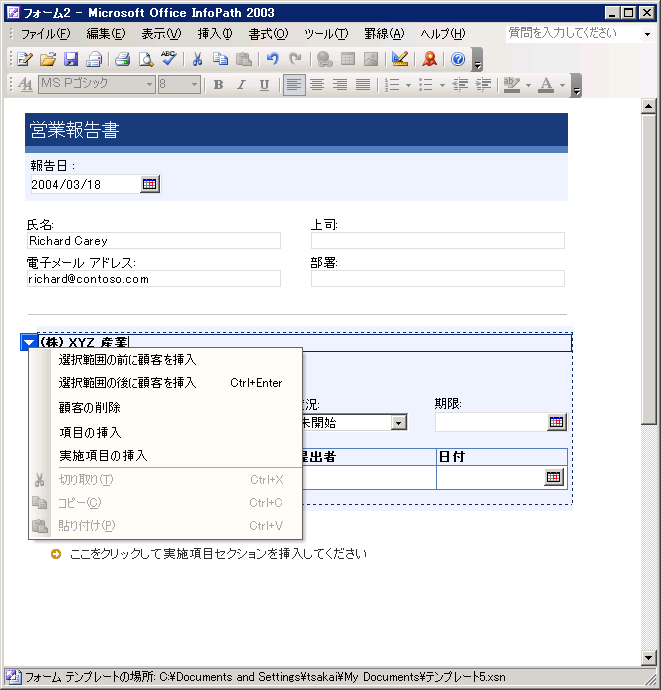 フォーム2 - Microsoft Office InfoPath 2003
ファイル(F) 編集(E) 表示(V) 挿入(I) 書式(O) ツール(T) 罫線(A) ヘルプ(H) 質問を入力してください
MS Pゴシック 8 B I U
営業報告書
報告日 :
2004/03/18
氏名: 上司:
Richard Carey
電子メール アドレス: 部署:
richard@contoso.com
(株) XYZ 産業
選択範囲の前に顧客を挿入
選択範囲の後に顧客を挿入 Ctrl+Enter
顧客の削除 況: 期限:
項目の挿入 未開始
実施項目の挿入 出者 日付
切り取り(T) Ctrl+X
コピー(C) Ctrl+C
貼り付け(P) Ctrl+V
ここをクリックして実施項目セクションを挿入してください
フォーム テンプレートの場所: C:¥Documents and Settings¥tsakai¥My Documents¥テンプレート5.xsn